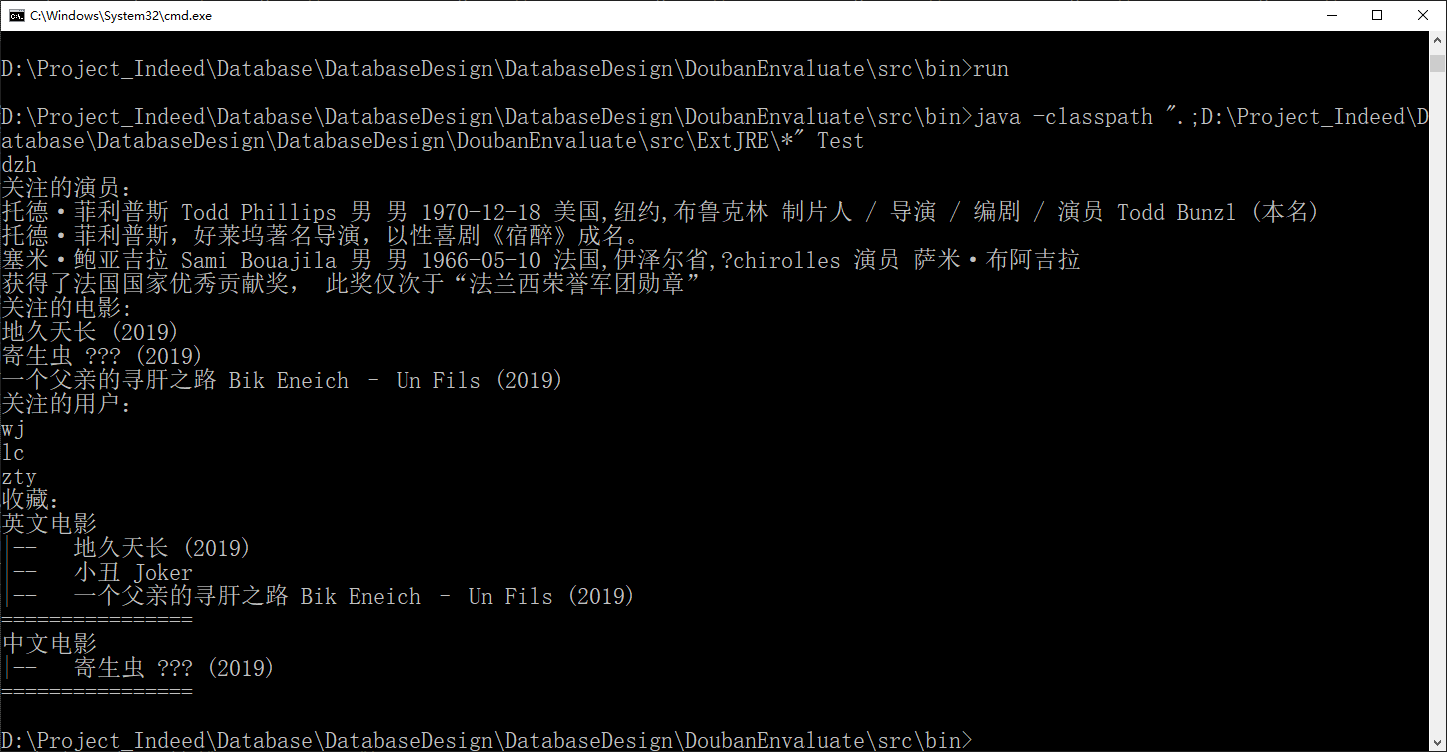 C:\Windows\System32\cmd.exe
D:\Project_Indeed\Database\DatabaseDesign\DatabaseDesign\DoubanEnvaluate\src\bin>run
D:\Project_Indeed\Database\DatabaseDesign\DatabaseDesign\DoubanEnvaluate\src\bin>java -classpath ".;D:\Project_Indeed\D
atabase\DatabaseDesign\DatabaseDesign\DoubanEnvaluate\src\ExtJRE\*" Test
dzh
关注的演员：
托德·菲利普斯 Todd Phillips 男 男 1970-12-18 美国,纽约,布鲁克林 制片人 / 导演 / 编剧 / 演员 Todd Bunzl (本名)
托德·菲利普斯，好莱坞著名导演，以性喜剧《宿醉》成名。
塞米·鲍亚吉拉 Sami Bouajila 男 男 1966-05-10 法国,伊泽尔省,?chirolles 演员 萨米·布阿吉拉
获得了法国国家优秀贡献奖， 此奖仅次于“法兰西荣誉军团勋章”
关注的电影:
地久天长 (2019)
寄生虫 ??? (2019)
一个父亲的寻肝之路 Bik Eneich – Un Fils (2019)
关注的用户：
wj
lc
zty
收藏：
英文电影
|--   地久天长 (2019)
|--   小丑 Joker
|--   一个父亲的寻肝之路 Bik Eneich – Un Fils (2019)
================
中文电影
|--   寄生虫 ??? (2019)
================
D:\Project_Indeed\Database\DatabaseDesign\DatabaseDesign\DoubanEnvaluate\src\bin>